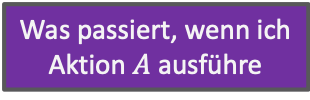 Was passiert, wenn ich
Aktion A ausführe